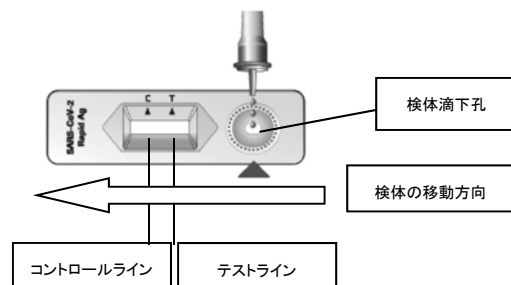 SARS-CoV-2
Rapid Ag
C T
検体滴下孔
検体の移動方向
コントロールライン
テストライン